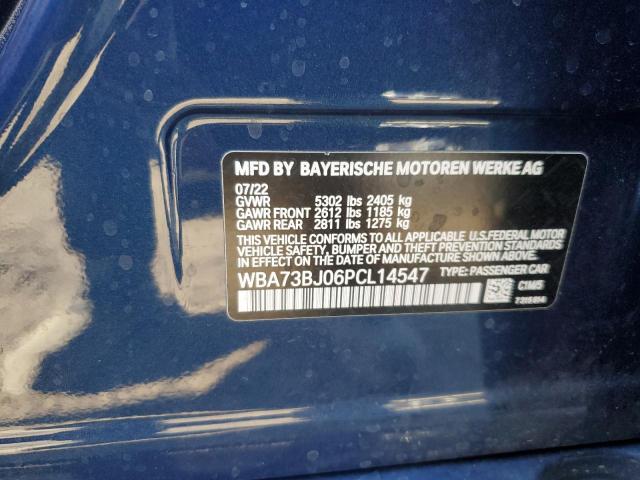 MFD BY BAYERISCHE MOTOREN WERKE AG
07/22
GVWR 5302 lbs 2405 kg
GAWR FRONT 2612 lbs 1185 kg
GAWR REAR 2811 lbs 1275 kg
THIS VEHICLE CONFORMS TO ALL APPLICABLE U.S.FEDERAL MOTOR
VEHICLE SAFETY, BUMPER, AND THEFT PREVENTION STANDARDS IN
EFFECT ON THE DATE OF MANUFACTURE SHOWN ABOVE.
WBA73BJ06PCL14547 TYPE: PASSENGER CAR
C1M/5